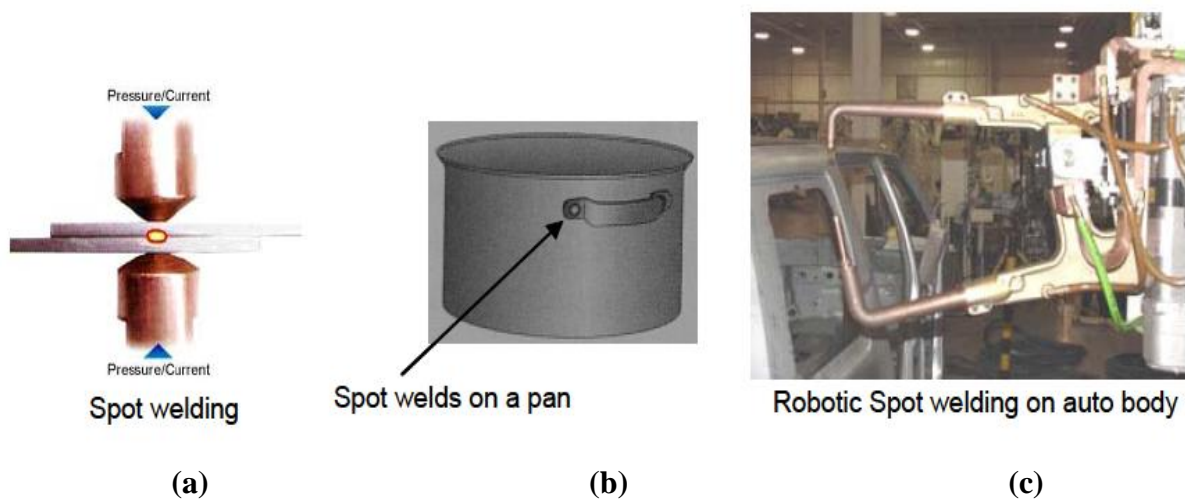 Pressure/Current
Pressure/Current
Spot welding
Spot welds on a pan
Robotic Spot welding on auto body
(a)
(b)
(c)